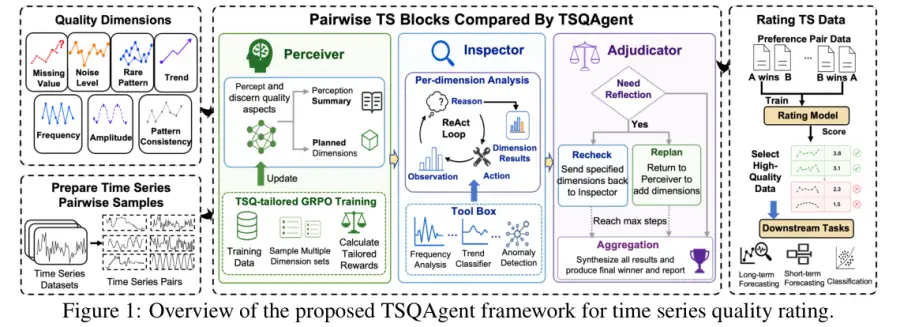 Quality Dimensions
Missing
Value
Noise
Level
Rare
Pattern
Trend
Frequency
Amplitude
Pattern
Consistency
Prepare Time Series
Pairwise Samples
Time Series
Datasets
Time Series Pairs
Pairwise TS Blocks Compared By TSQAgent
Perceiver
Percept and
discern quality
aspects
Perception
Summary
Planned
Dimensions
Update
TSQ-tailored GRPO Training
Training
Data
Sample Multiple
Dimension sets
Calculate
Tailored
Rewards
Inspector
Per-dimension Analysis
Reason
ReAct
Loop
Dimension
Results
Observation
Action
Tool Box
Frequency
Analysis
Trend
Classifier
Anomaly
Detection
Adjudicator
Need
Reflection
Yes
Recheck
Send specified
dimensions back
to Inspector
Replan
Return to
Perceiver to
add dimensions
Reach max steps
Aggregation
Synthesize all results and
produce final winner and report
Rating TS Data
Preference Pair Data
A wins B
...
B wins A
Train
Rating Model
Score
Select
High-
Quality
Data
3.8
3.1
2.3
1.5
Downstream Tasks
Long-term
Forecasting
Short-term
Forecasting
Classification
Figure 1: Overview of the proposed TSQAgent framework for time series quality rating.